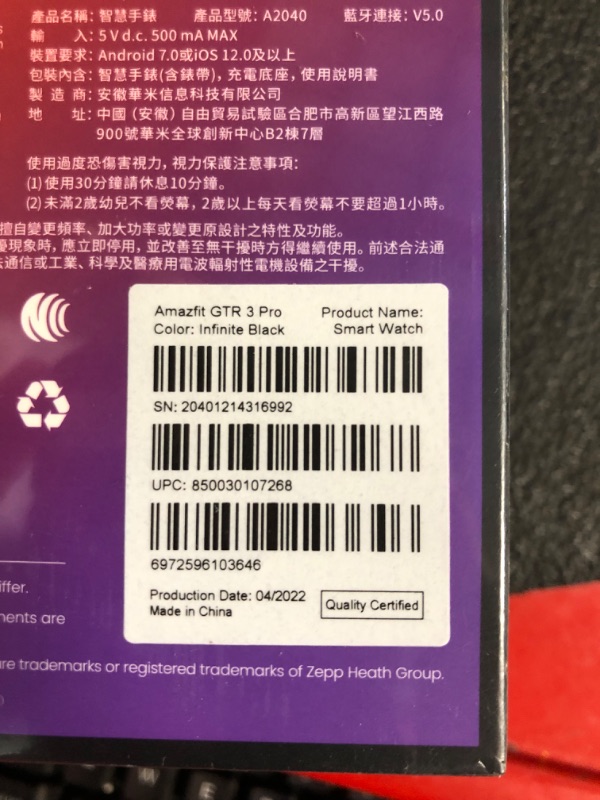 產品名稱：智慧手錶 產品型號：A2040 藍牙連接：V5.0
輸 入：5 V d.c. 500 mA MAX
裝置要求：Android 7.0或iOS 12.0及以上
包裝內含：智慧手錶(含錶帶)，充電底座，使用說明書
製 造 商：安徽華米信息科技有限公司
地 址：中國（安徽）自由貿易試驗區合肥市高新區望江西路
900號華米全球創新中心B2棟7層
使用過度恐傷害視力，視力保護注意事項：
(1)使用30分鐘請休息10分鐘。
(2)未滿2歲幼兒不看熒幕，2歲以上每天看熒幕不要超過1小時。
擅自變更頻率、加大功率或變更原設計之特性及功能。
擾現象時，應立即停用，並改善至無干擾時方得繼續使用。前述合法通
法通信或工業、科學及醫療用電波輻射性電機設備之干擾。
Amazfit GTR 3 Pro Product Name:
Color: Infinite Black Smart Watch
SN: 20401214316992
UPC: 850030107268
6972596103646
Production Date: 04/2022
Made in China
Quality Certified
iffer.
nents are
are trademarks or registered trademarks of Zepp Heath Group.